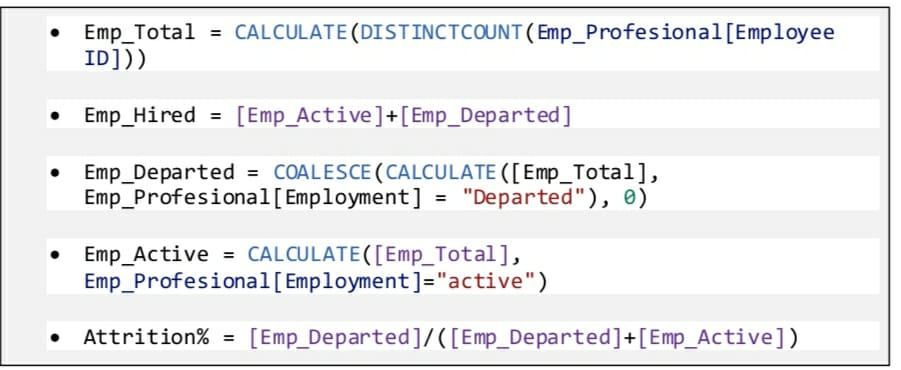 • Emp_Total = CALCULATE(DISTINCTCOUNT(Emp_Profesional[Employee
ID]))
• Emp_Hired = [Emp_Active]+[Emp_Departed]
• Emp_Departed = COALESCE(CALCULATE([Emp_Total],
Emp_Profesional[Employment] = "Departed"), 0)
• Emp_Active = CALCULATE([Emp_Total],
Emp_Profesional[Employment]="active")
• Attrition% = [Emp_Departed]/([Emp_Departed]+[Emp_Active])